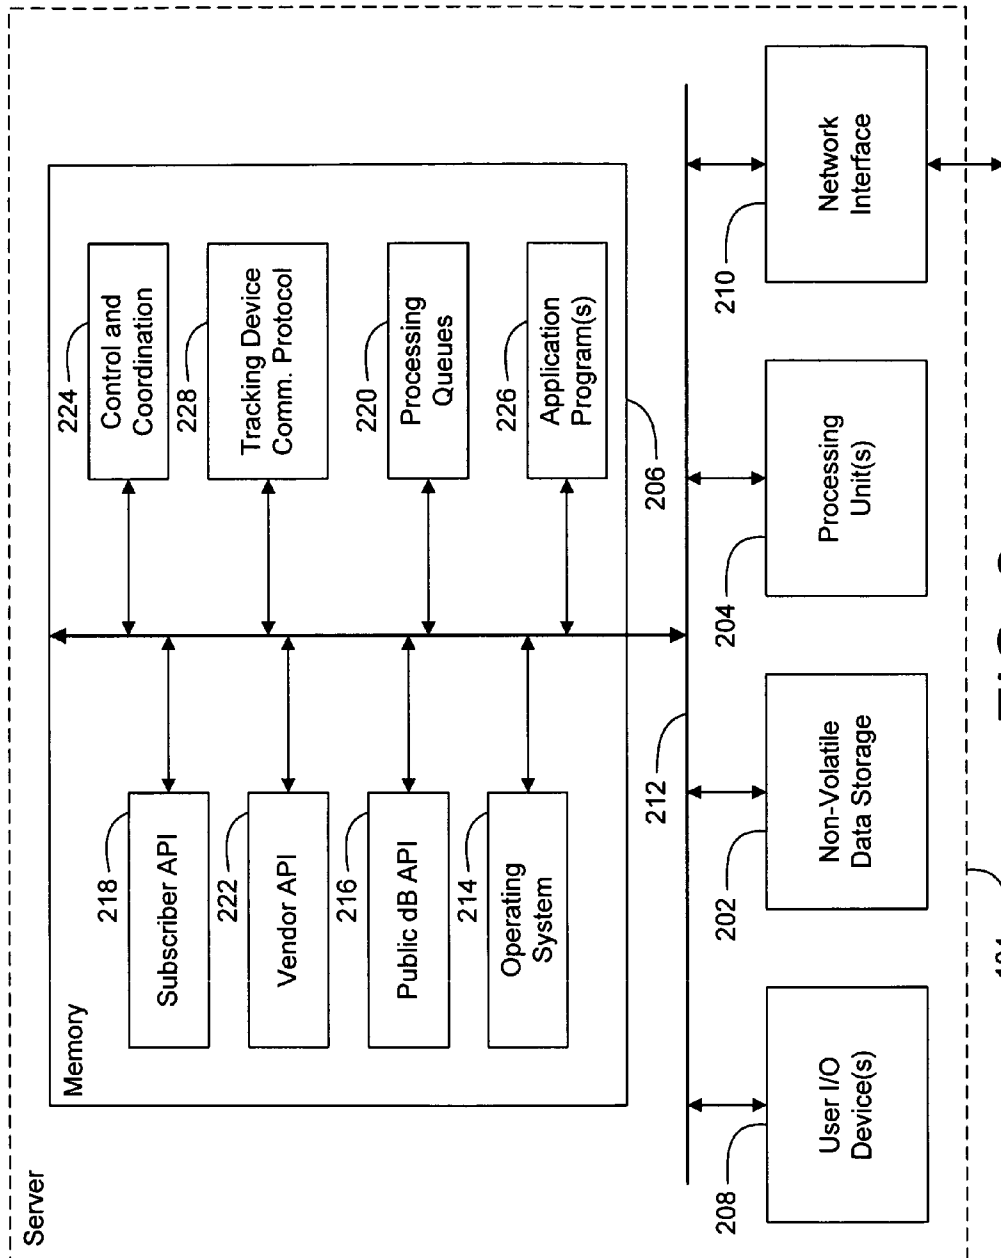 Server
Memory
218
Subscriber API
222
Vendor API
216
Public dB API
214
Operating
System
224
Control and
Coordination
228
Tracking Device
Comm. Protocol
220
Processing
Queues
226
Application
Program(s)
206
212
208
User I/O
Device(s)
202
Non-Volatile
Data Storage
204
Processing
Unit(s)
210
Network
Interface